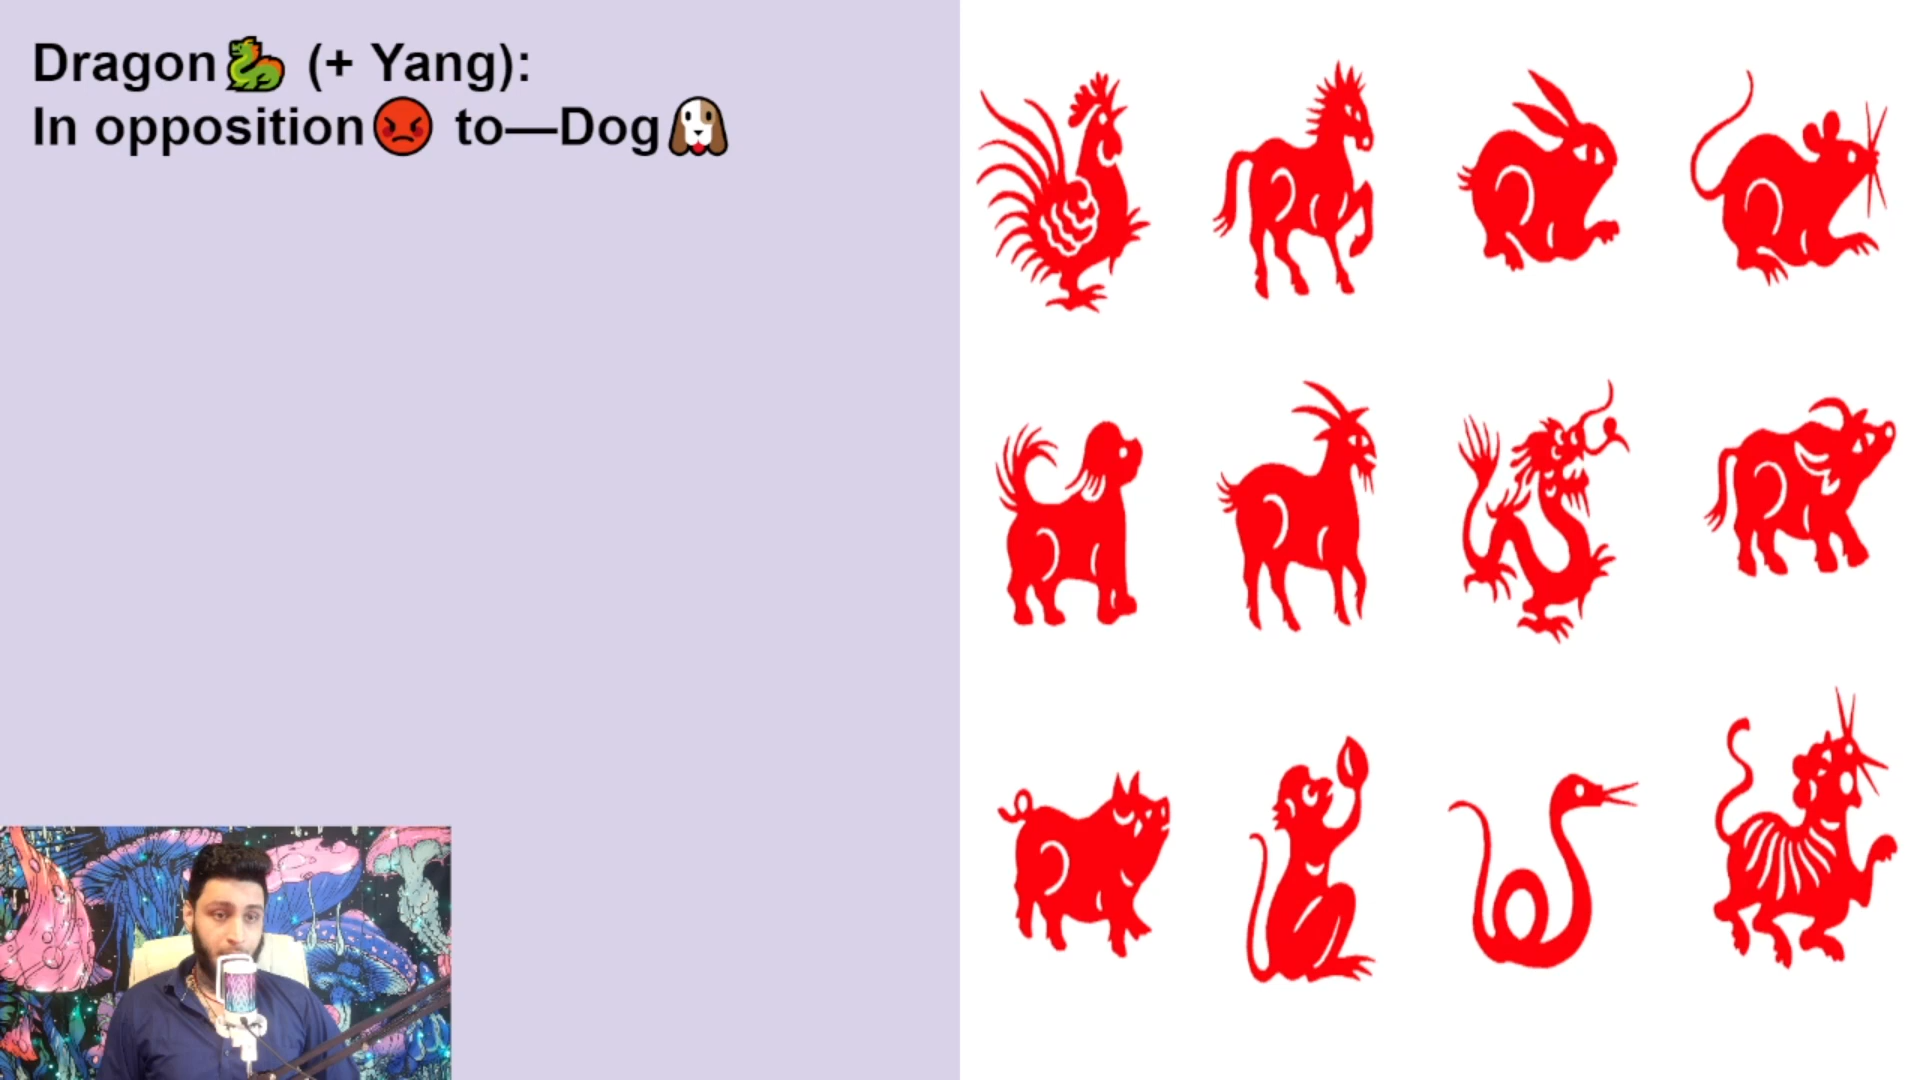 Dragon🐉 (+ Yang):
In opposition😡 to—Dog🐶